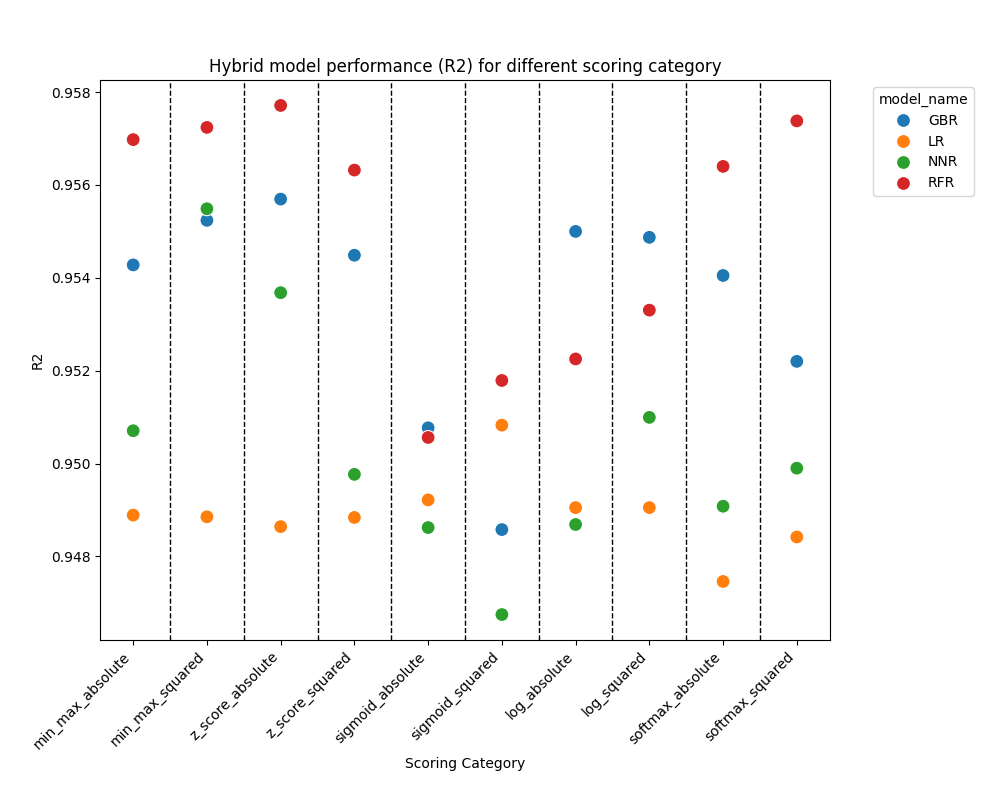 Hybrid model performance (R2) for different scoring category
model_name
GBR
LR
NNR
RFR
R2
0.958
0.956
0.954
0.952
0.950
0.948
min_max_absolute
min_max_squared
z_score_absolute
z_score_squared
sigmoid_absolute
sigmoid_squared
log_absolute
log_squared
softmax_absolute
softmax_squared
Scoring Category